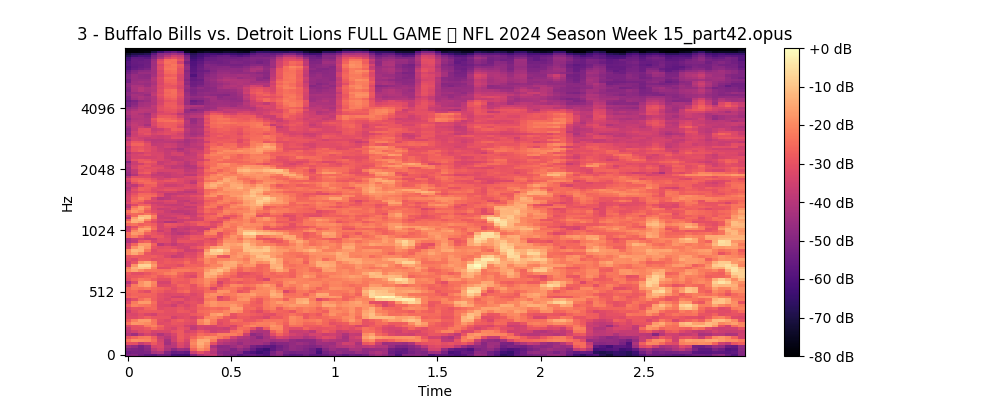 3 - Buffalo Bills vs. Detroit Lions FULL GAME ▯ NFL 2024 Season Week 15_part42.opus
+0 dB
-10 dB
-20 dB
-30 dB
-40 dB
-50 dB
-60 dB
-70 dB
-80 dB
4096
2048
1024
512
0
Hz
0
0.5
1
1.5
2
2.5
Time